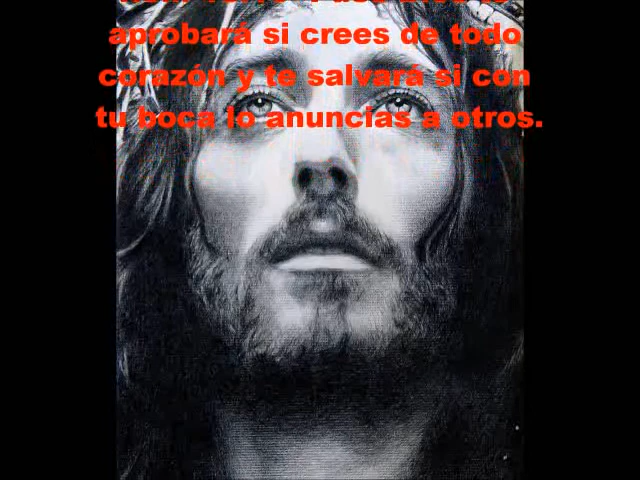 aprobará si crees de todo
corazón y te salvará si con
tu boca lo anuncias a otros.